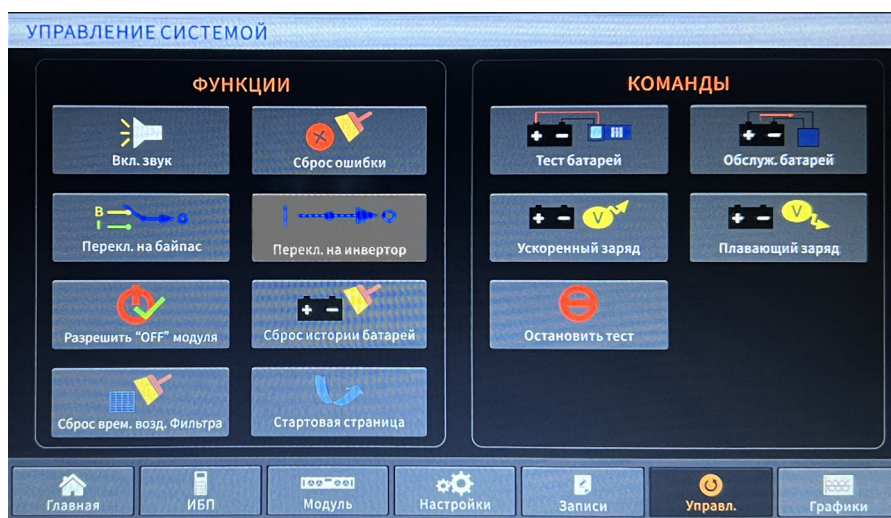 УПРАВЛЕНИЕ СИСТЕМОЙ
ФУНКЦИИ
Вкл. звук
Сброс ошибки
B
I
Перекл. на байпас
I
Перекл. на инвертор
Разрешить "OFF" модуля
Сброс истории батарей
Сброс врем. возд. Фильтра
Стартовая страница
КОМАНДЫ
Тест батарей
Обслуж. батарей
V
Ускоренный заряд
V
Плавающий заряд
Остановить тест
Главная
ИБП
Модуль
Настройки
Записи
Управл.
Графики